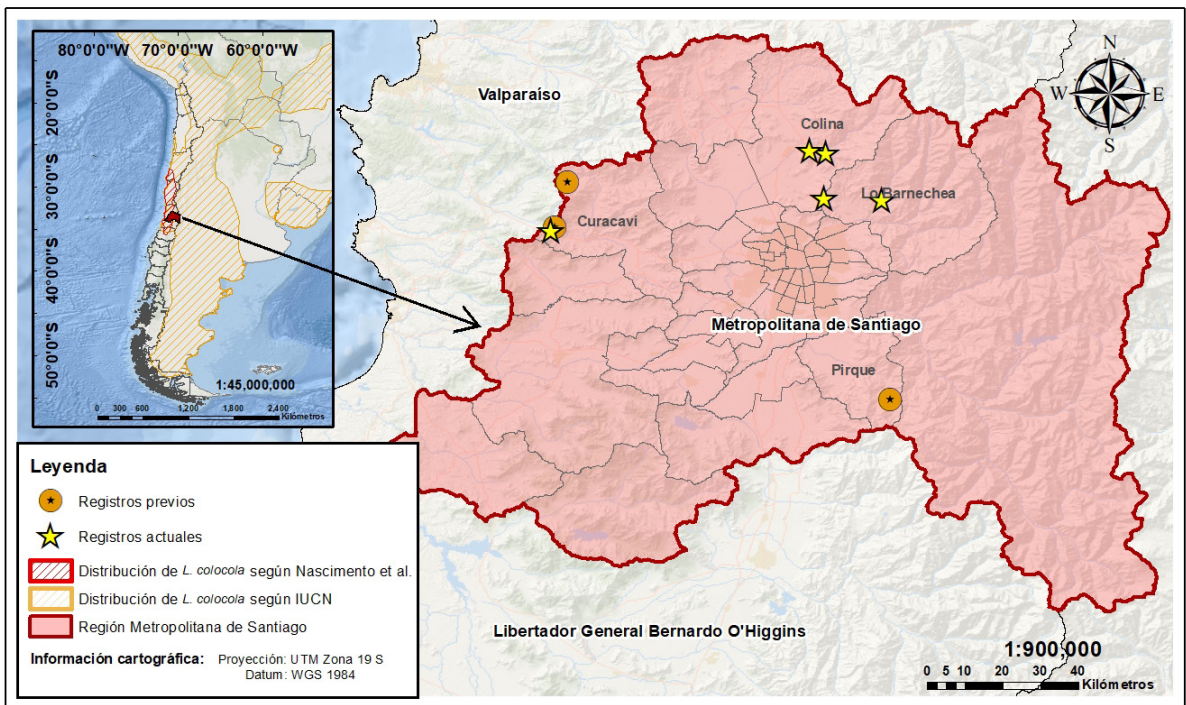 80°0'0"W 70°0'0"W 60°0'0"W
20°0'0"S
30°0'0"S
40°0'0"S
50°0'0"S
1:45,000,000
0 300 600 1,200 1,800 2,400
Kilómetros
N
W E
S
Valparaíso
Colina
Lo Barnechea
Curacavi
Metropolitana de Santiago
Pirque
Libertador General Bernardo O'Higgins
Leyenda
Registros previos
Registros actuales
Distribución de L. colocola según Nascimento et al.
Distribución de L. colocola según IUCN
Región Metropolitana de Santiago
Información cartográfica: Proyección: UTM Zona 19 S
Datum: WGS 1984
1:900,000
0 5 10 20 30 40
Kilómetros